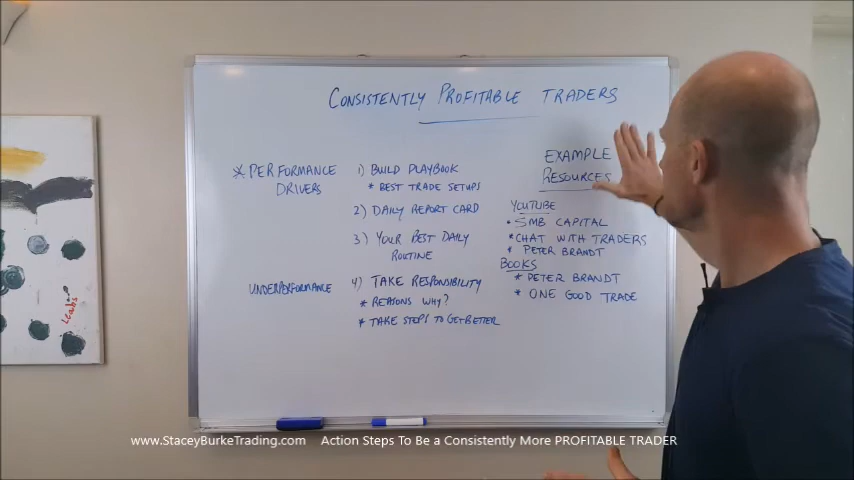 CONSISTENTLY PROFITABLE TRADERS
* PERFORMANCE DRIVERS
1) BUILD PLAYBOOK
* BEST TRADE SETUPS
2) DAILY REPORT CARD
3) YOUR BEST DAILY
ROUTINE
UNDERPERFORMANCE
4) TAKE RESPONSIBILITY
* REASONS WHY?
* TAKE STEPS TO GET BETTER
EXAMPLE
RESOURCES
YOUTUBE
* SMB CAPITAL
* CHAT WITH TRADERS
* PETER BRANDT
BOOKS
* PETER BRANDT
* ONE GOOD TRADE
Leahs
www.StaceyBurkeTrading.com Action Steps To Be a Consistently More PROFITABLE TRADER